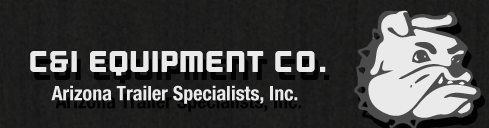 C&I EQUIPMENT CO.
Arizona Trailer Specialists, Inc.